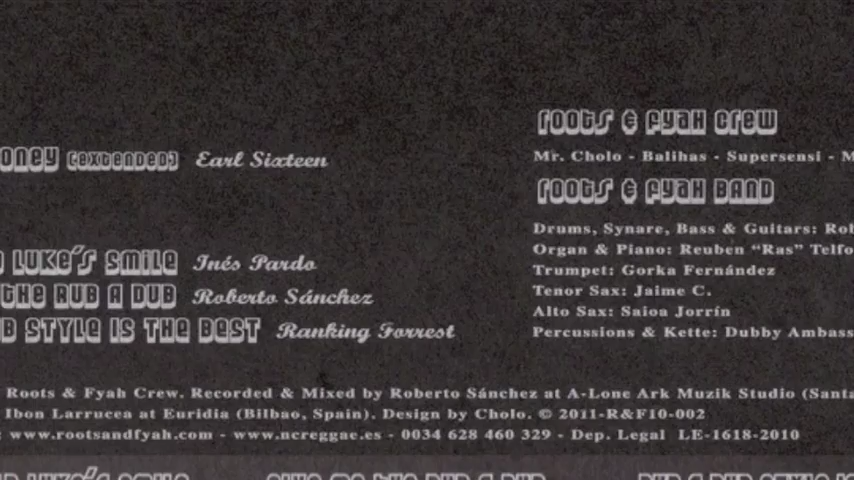 (EXTENDED) Earl Sixteen
LUKE'S SMILE Inés Pardo
THE RUB A DUB Roberto Sánchez
STYLE IS THE BEST Ranking Forrest
ROOTS & FYAH CREW
Mr. Cholo - Balihas - Supersensi -
ROOTS & FYAH BAND
Drums, Synare, Bass & Guitars:
Organ & Piano: Reuben “Ras”
Trumpet: Gorka Fernández
Tenor Sax: Jaime C.
Alto Sax: Saioa Jorrín
Percussions & Kette: Dubby
Roots & Fyah Crew. Recorded & Mixed by Roberto Sánchez at A-Lone Ark Muzik Studio
Ibon Larrucea at Euridia (Bilbao, Spain). Design by Cholo. © 2011-R&F10-002
www.rootsandfyah.com - www.ncreggae.es - 0034 628 460 329 - Dep. Legal LE-1618-2010